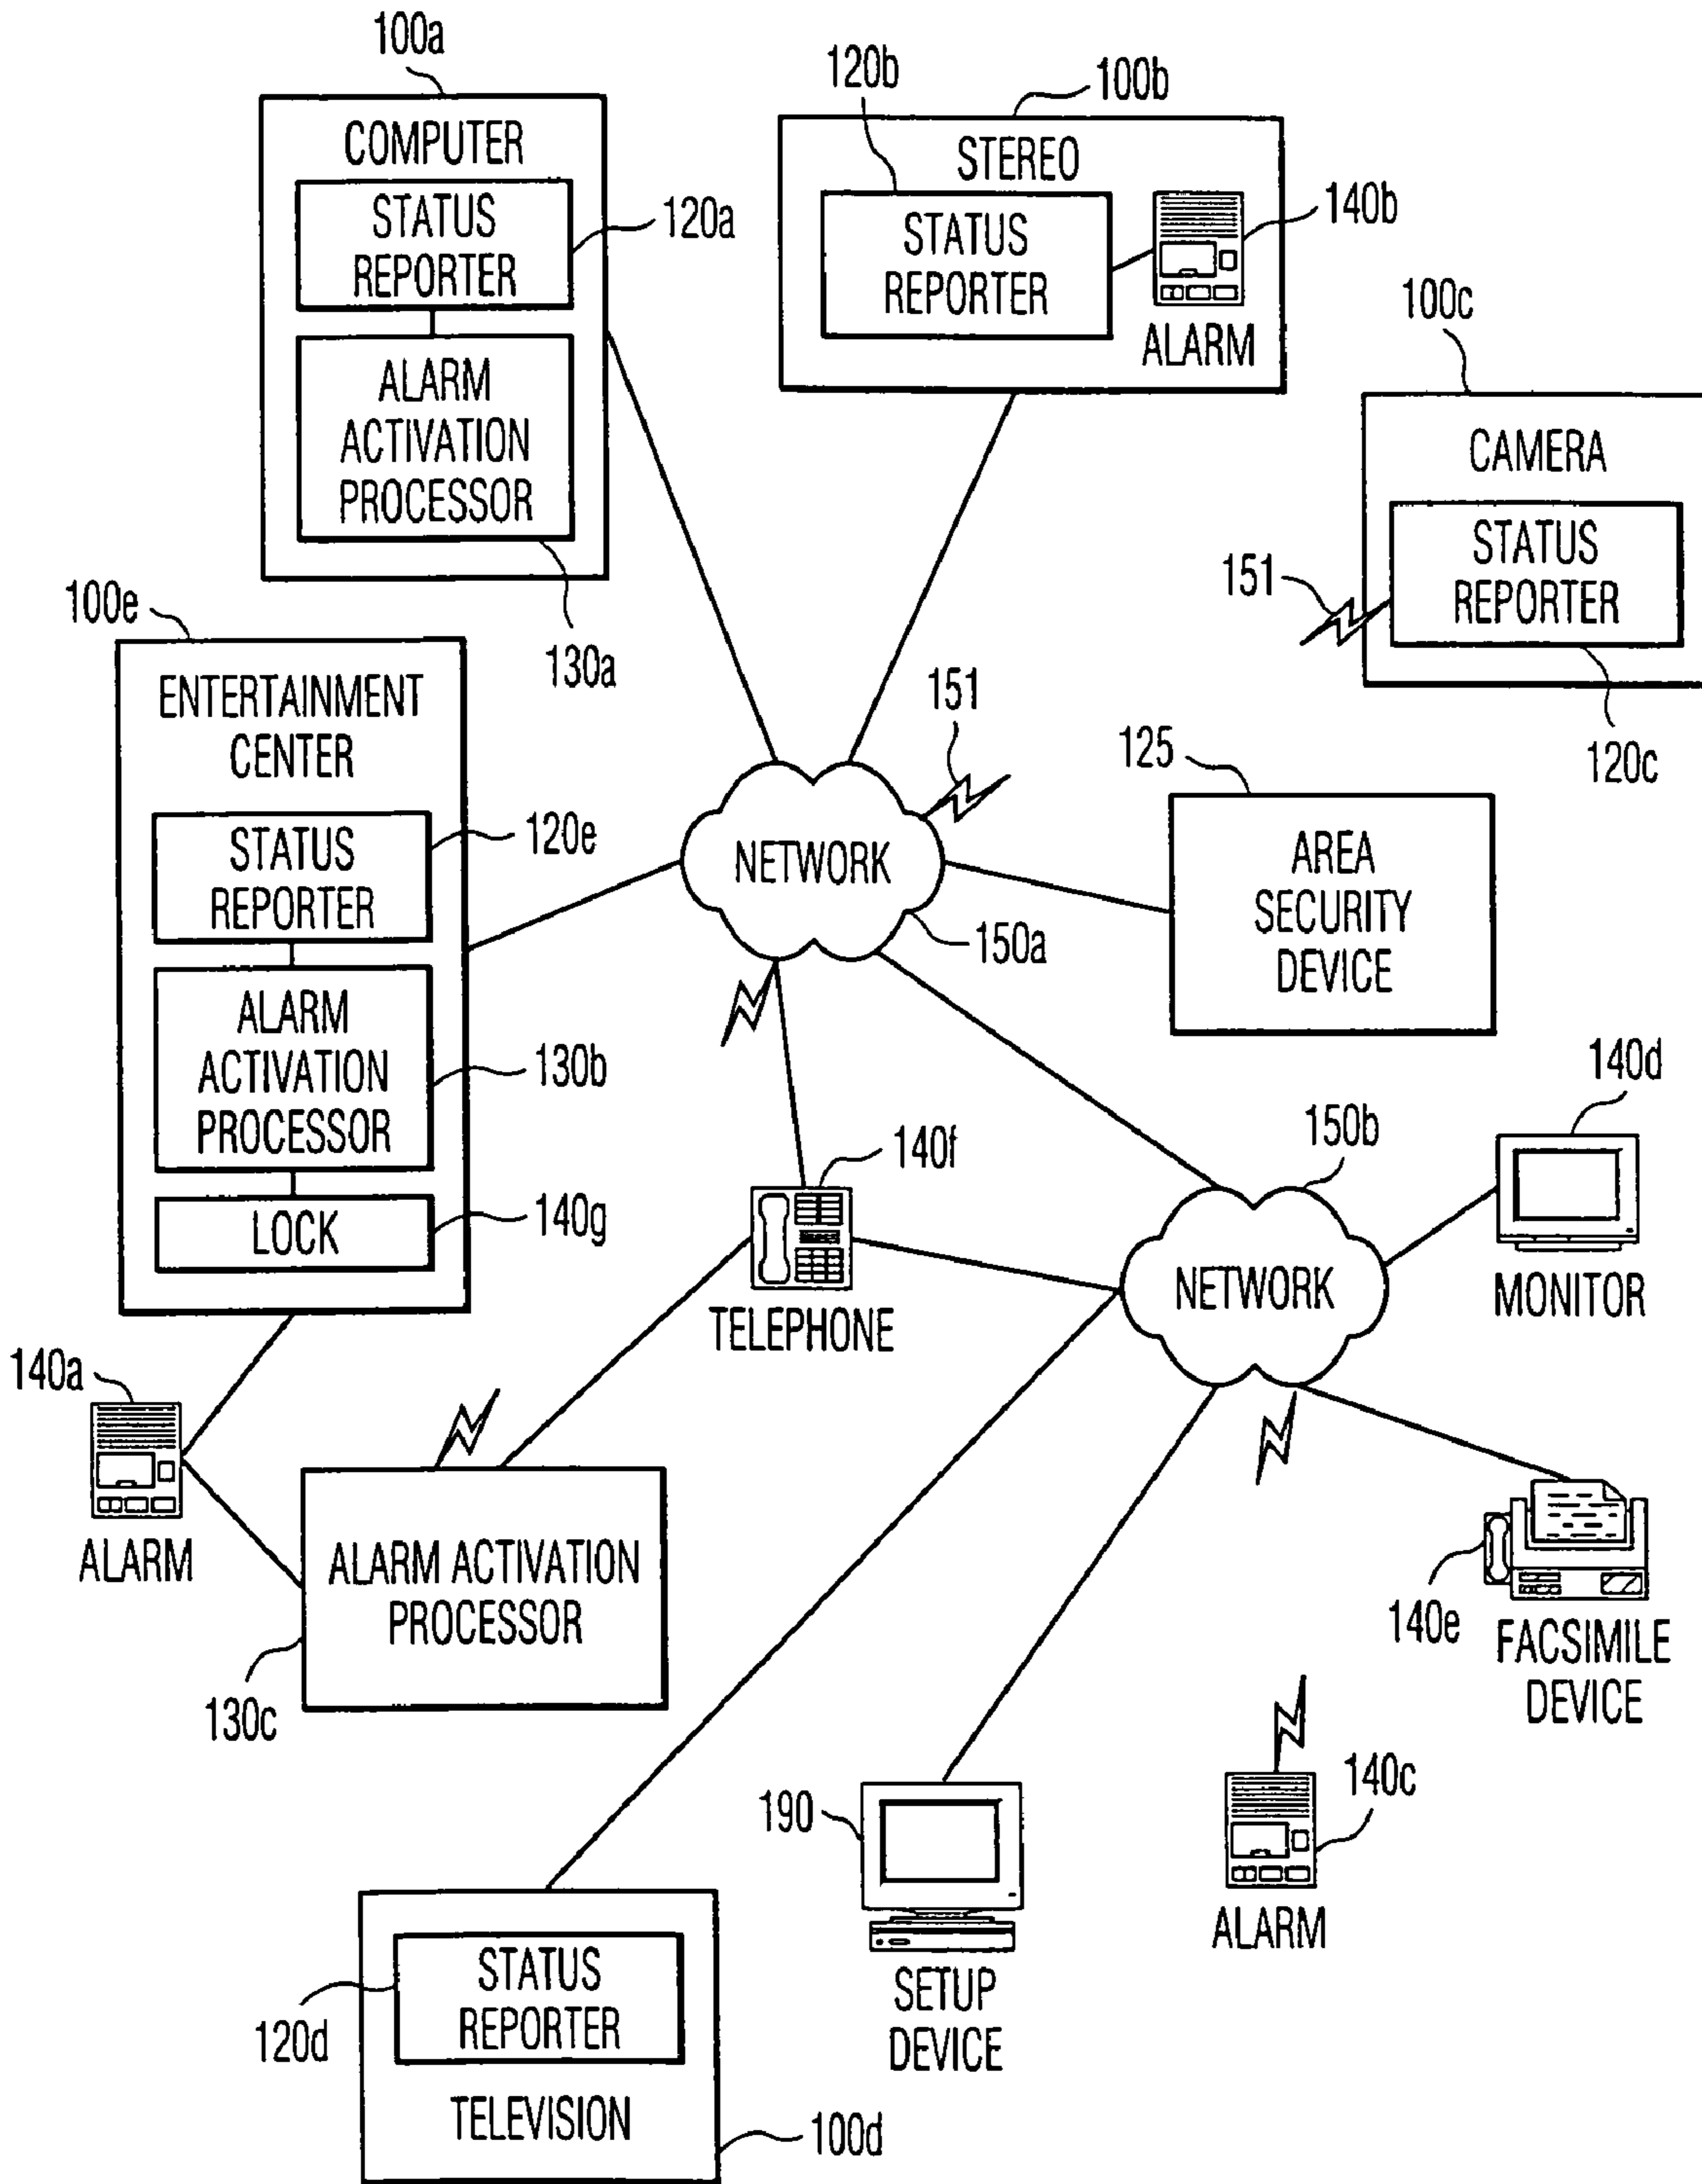 100a
COMPUTER
STATUS
REPORTER
120a
ALARM
ACTIVATION
PROCESSOR
130a
120b
100b
STEREO
STATUS
REPORTER
140b
ALARM
100c
CAMERA
STATUS
REPORTER
151
120c
100e
ENTERTAINMENT
CENTER
STATUS
REPORTER
120e
ALARM
ACTIVATION
PROCESSOR
130b
LOCK
140g
151
NETWORK
150a
125
AREA
SECURITY
DEVICE
140f
TELEPHONE
150b
NETWORK
140d
MONITOR
140a
ALARM
ALARM ACTIVATION
PROCESSOR
130c
140e
FACSIMILE
DEVICE
190
SETUP
DEVICE
140c
ALARM
STATUS
REPORTER
120d
TELEVISION
100d